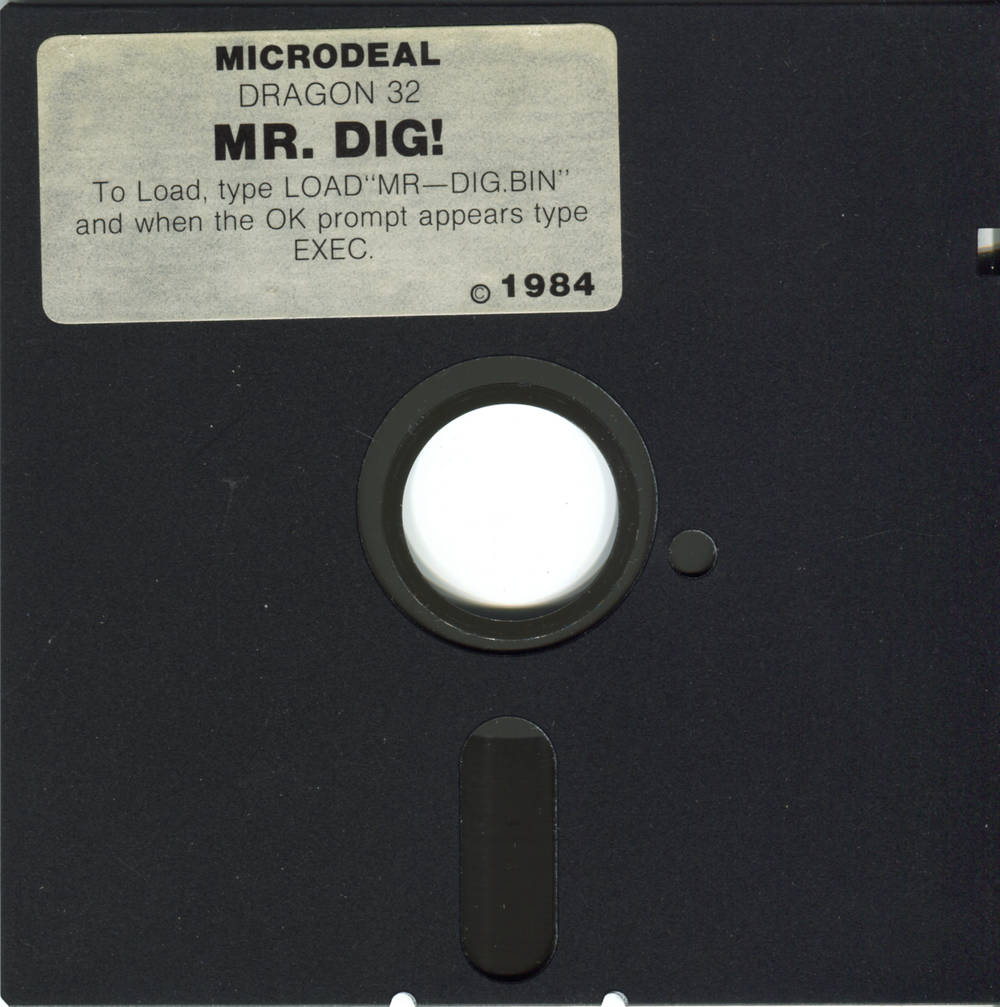 MICRODEAL
DRAGON 32
MR. DIG!
To Load, type LOAD“MR—DIG.BIN”
and when the OK prompt appears type
EXEC.
© 1984